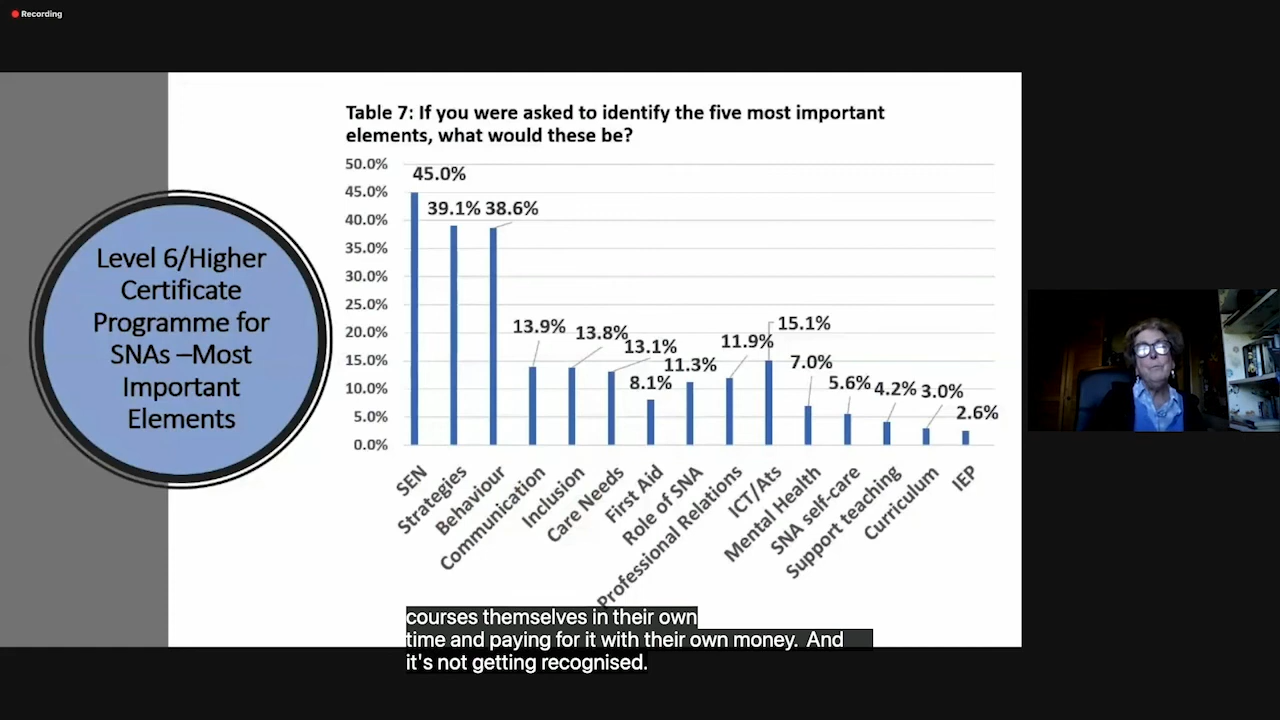 Recording
Table 7: If you were asked to identify the five most important
elements, what would these be?
50.0%
45.0%
40.0%
35.0%
30.0%
25.0%
20.0%
15.0%
10.0%
5.0%
0.0%
45.0%
39.1%
38.6%
13.9%
13.8%
13.1%
8.1%
11.3%
11.9%
15.1%
7.0%
5.6%
4.2%
3.0%
2.6%
SEN
Strategies
Behaviour
Communication
Inclusion
Care Needs
First Aid
Role of SNA
Professional Relations
ICT/Ats
Mental Health
SNA self-care
Support teaching
Curriculum
IEP
Level 6/Higher
Certificate
Programme for
SNAs –Most
Important
Elements
courses themselves in their own
time and paying for it with their own money. And
it's not getting recognised.